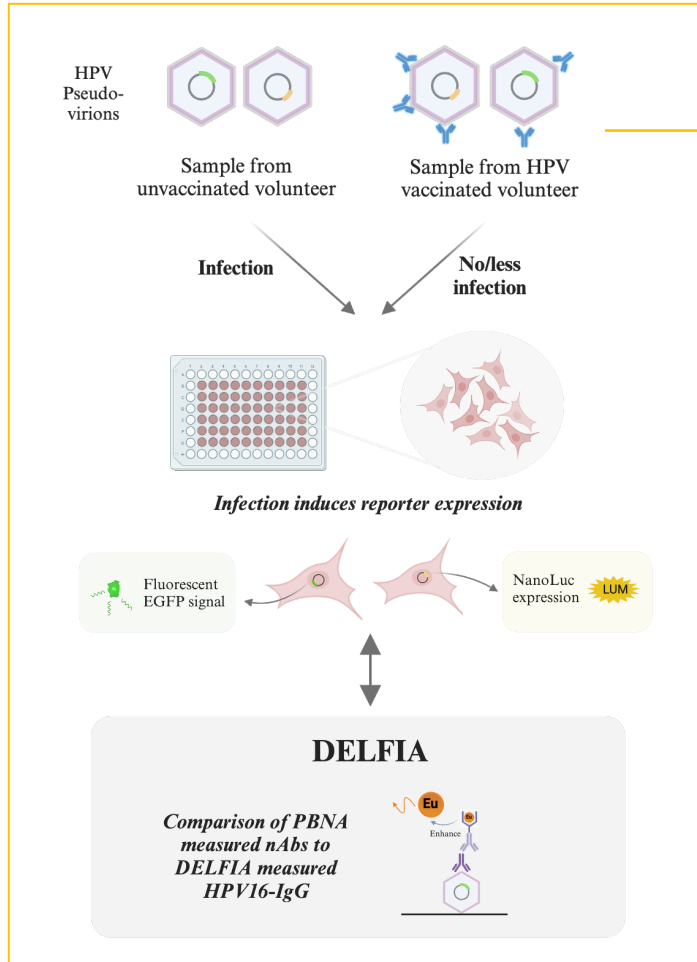 HPV
Pseudo-
virions
Sample from
unvaccinated volunteer
Sample from HPV
vaccinated volunteer
Infection
No/less
infection
Infection induces reporter expression
Fluorescent
EGFP signal
NanoLuc
expression
LUM
DELFIA
Comparison of PBNA
measured nAbs to
DELFIA measured
HPV16-IgG
Eu
Eu
Enhance